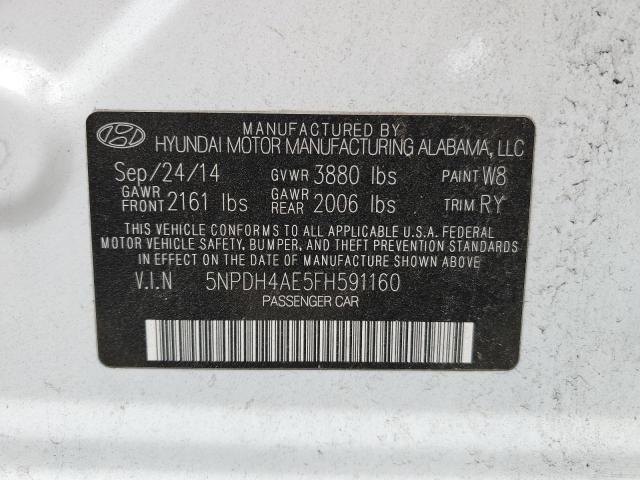 MANUFACTURED BY
HYUNDAI MOTOR MANUFACTURING ALABAMA, LLC
Sep/24/14 GVWR 3880 lbs PAINT W8
GAWR FRONT 2161 lbs GAWR REAR 2006 lbs TRIM RY
THIS VEHICLE CONFORMS TO ALL APPLICABLE U.S.A. FEDERAL
MOTOR VEHICLE SAFETY, BUMPER, AND THEFT PREVENTION
STANDARDS IN EFFECT ON THE
DATE OF MANUFACTURE SHOWN ABOVE
V.I.N 5NPDH4AE5FH591160
PASSENGER CAR